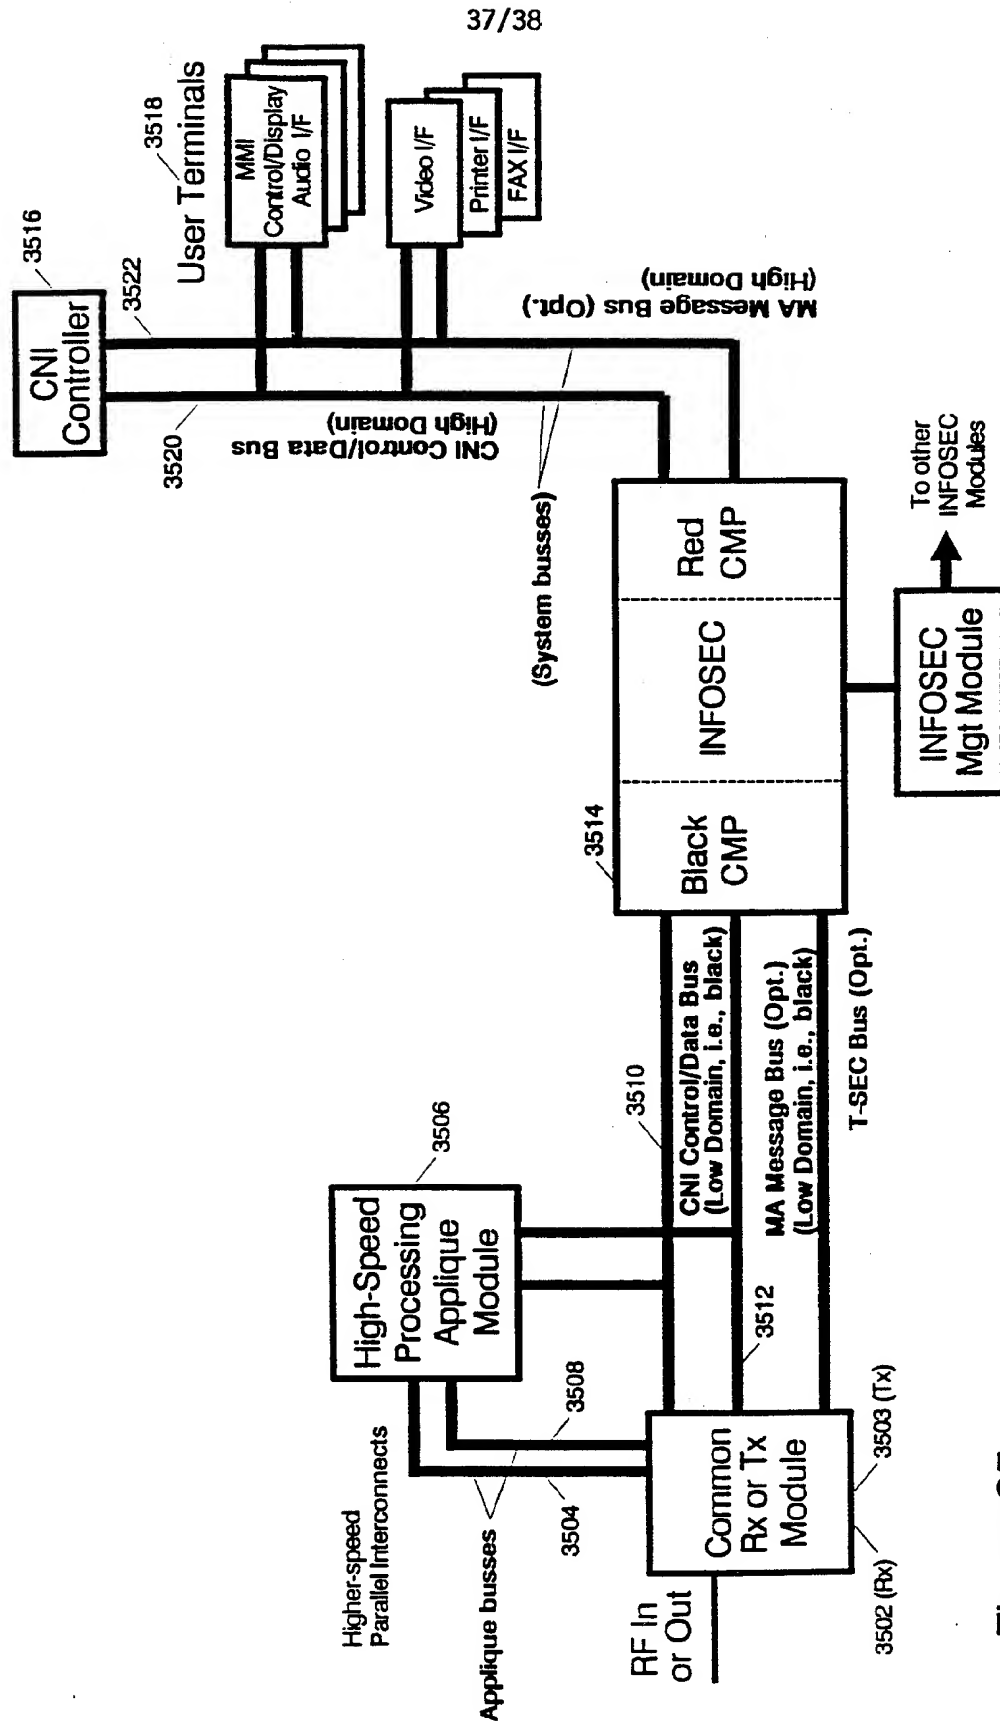 37/38
CNI
Controller
3516
3522
3520
User Terminals
3518
MMI
Control/Display
Audio I/F
Video I/F
Printer I/F
FAX I/F
MA Message Bus (Opt.)
(High Domain)
CNI Control/Data Bus
(High Domain)
(System busses)
Red
CMP
INFOSEC
Black
CMP
3514
INFOSEC
Mgt Module
To other
INFOSEC
Modules
3510
CNI Control/Data Bus
(Low Domain, i.e., black)
MA Message Bus (Opt.)
(Low Domain, i.e., black)
T-SEC Bus (Opt.)
3512
High-Speed
Processing
Applique
Module
3506
Higher-speed
Parallel Interconnects
Applique busses
3504
3508
Common
Rx or Tx
Module
3502 (Rx)
3503 (Tx)
RF In
or Out